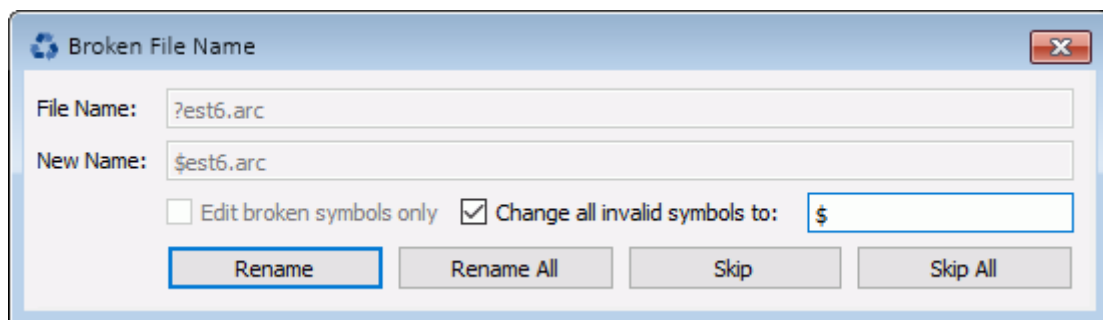 Broken File Name
File Name: ?est6.arc
New Name: $est6.arc
Edit broken symbols only Change all invalid symbols to: $
Rename Rename All Skip Skip All